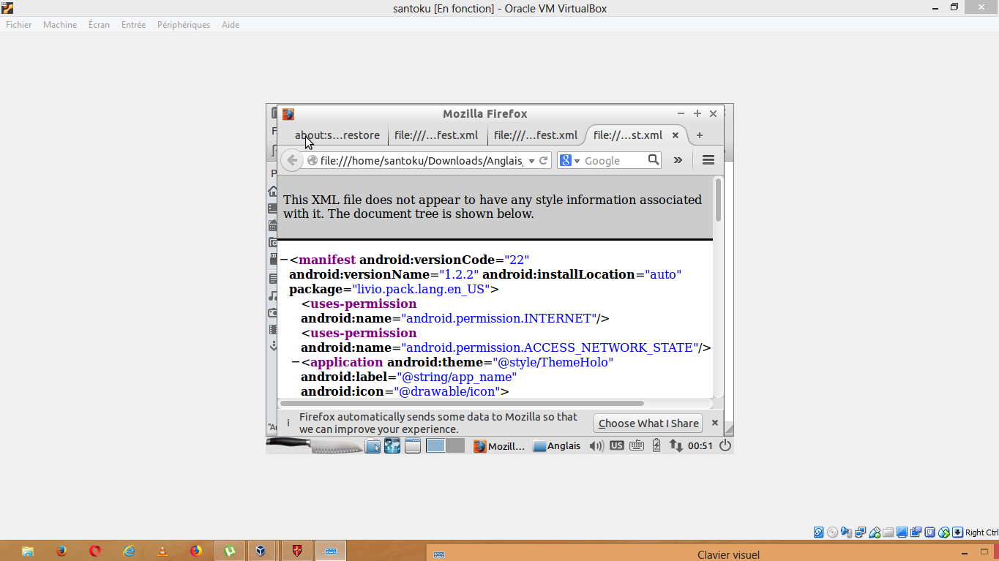 santoku [En fonction] - Oracle VM VirtualBox
Fichier Machine Écran Entrée Périphériques Aide
Mozilla Firefox
about:s...restore file:///...fest.xml file:///...fest.xml file://...st.xml
file:///home/santoku/Downloads/Anglais, Google
This XML file does not appear to have any style information associated
with it. The document tree is shown below.
−<manifest android:versionCode="22"
android:versionName="1.2.2" android:installLocation="auto"
package="livio.pack.lang.en_US">
<uses-permission
android:name="android.permission.INTERNET"/>
<uses-permission
android:name="android.permission.ACCESS_NETWORK_STATE"/>
−<application android:theme="@style/ThemeHolo"
android:label="@string/app_name"
android:icon="@drawable/icon">
Firefox automatically sends some data to Mozilla so that
we can improve your experience.
Choose What I Share
Mozill... Anglais US 00:51
Right Ctrl
Clavier visuel